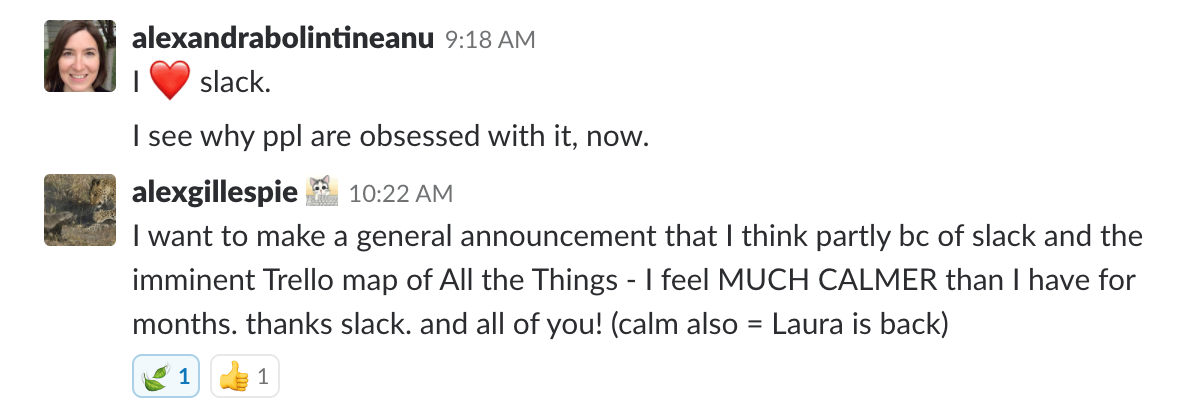 alexandrabolintineanu 9:18 AM
I ❤️ slack.
I see why ppl are obsessed with it, now.
alexgillespie 10:22 AM
I want to make a general announcement that I think partly bc of slack and the
imminent Trello map of All the Things - I feel MUCH CALMER than I have for
months. thanks slack. and all of you! (calm also = Laura is back)
🌿 1 👍 1